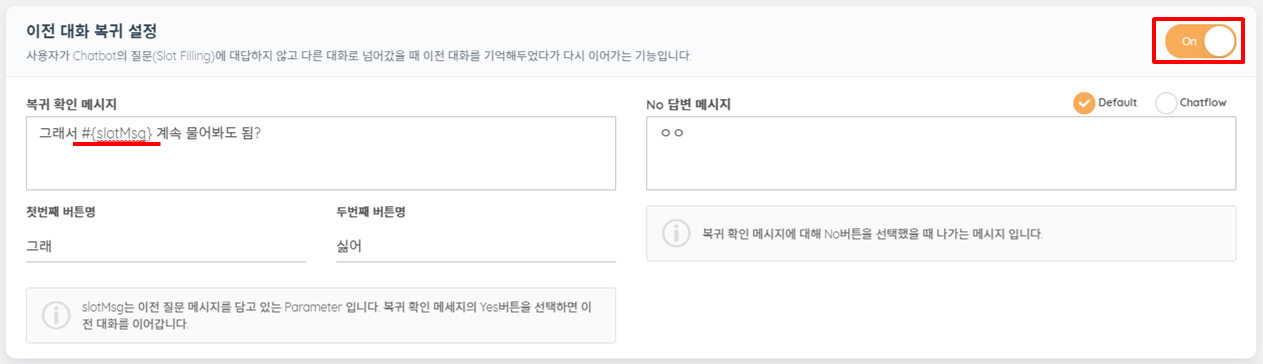 이전 대화 복귀 설정
사용자가 Chatbot의 질문(Slot Filling)에 대답하지 않고 다른 대화로 넘어갔을 때 이전 대화를 기억해두었다가 다시 이어가는 기능입니다.
On
복귀 확인 메시지
그래서 #{slotMsg} 계속 물어봐도 됨?
No 답변 메시지
Default
Chatflow
ㅇㅇ
첫번째 버튼명
두번째 버튼명
그래
싫어
복귀 확인 메시지에 대해 No버튼을 선택했을 때 나가는 메시지 입니다.
slotMsg는 이전 질문 메시지를 담고 있는 Parameter 입니다. 복귀 확인 메세지의 Yes버튼을 선택하면 이
전 대화를 이어갑니다.